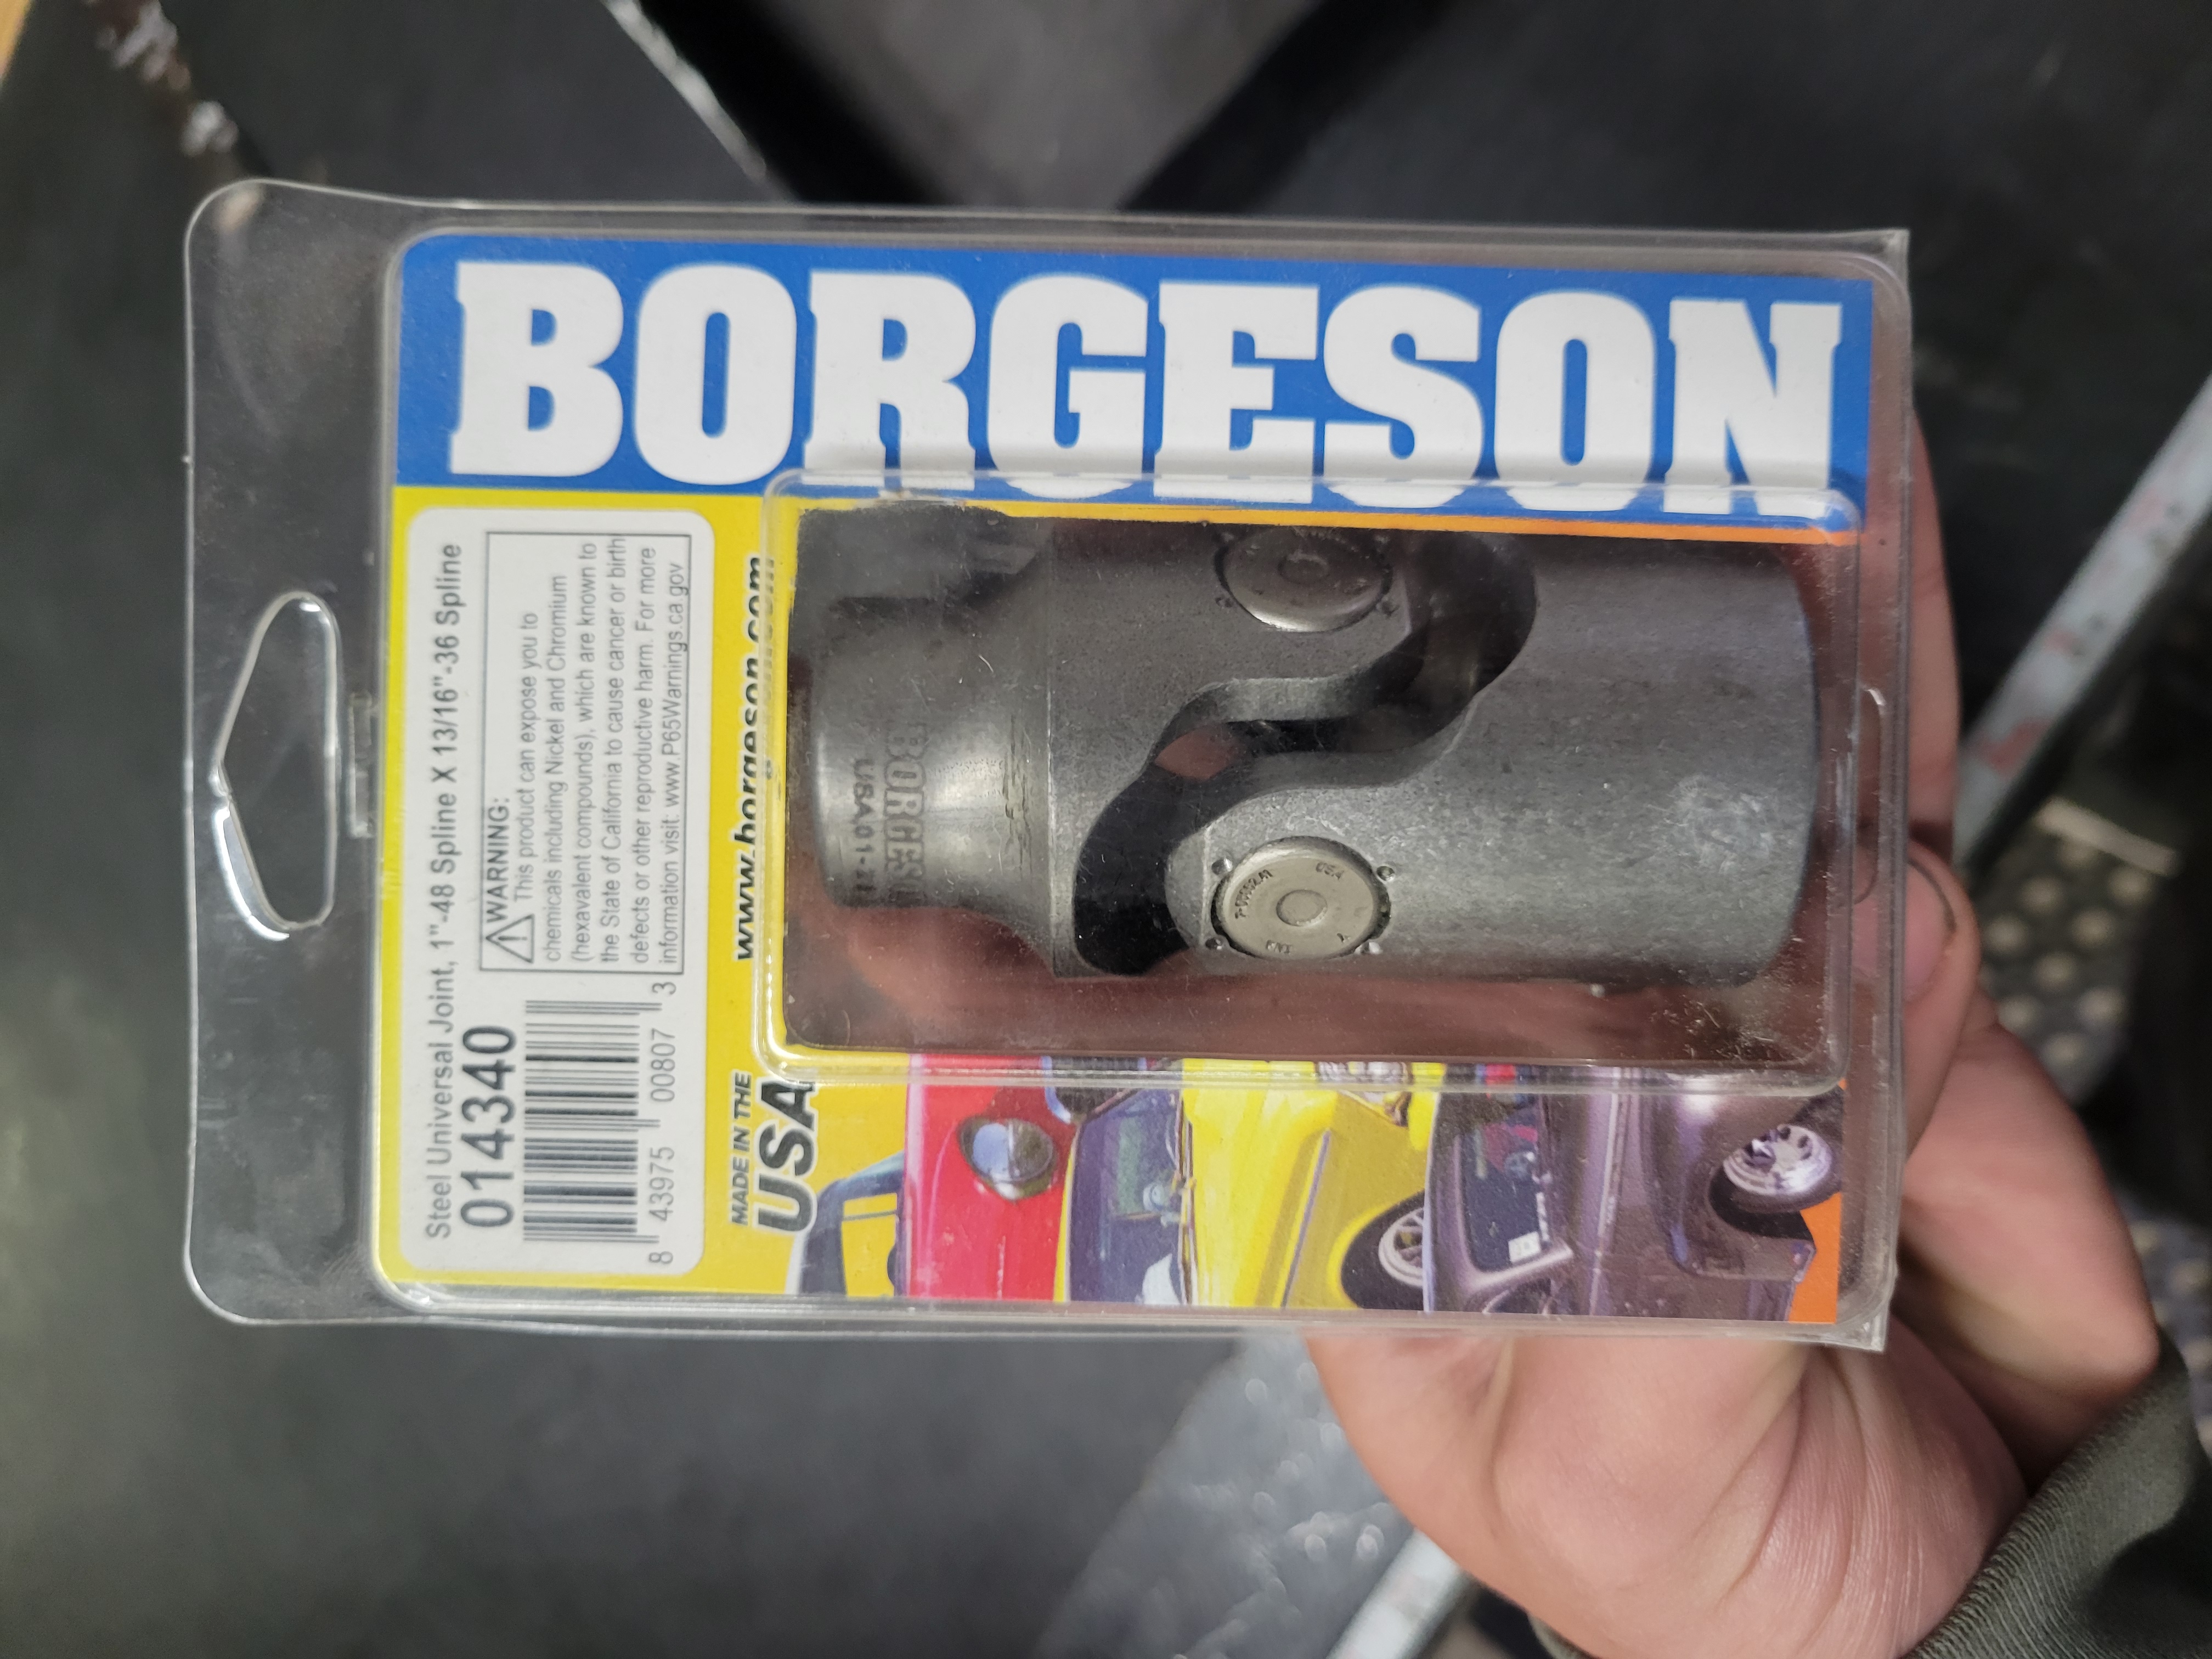 BORGESON
Steel Universal Joint, 1"-48 Spline X 13/16"-36 Spline
014340
8 43975 00807 3
WARNING:
This product can expose you to
chemicals including Nickel and Chromium
(hexavalent compounds), which are known to
the State of California to cause cancer or birth
defects or other reproductive harm. For more
information visit: www.P65Warnings.ca.gov
www.borgeson.com
MADE IN THE
USA
BORGES
USA
USA